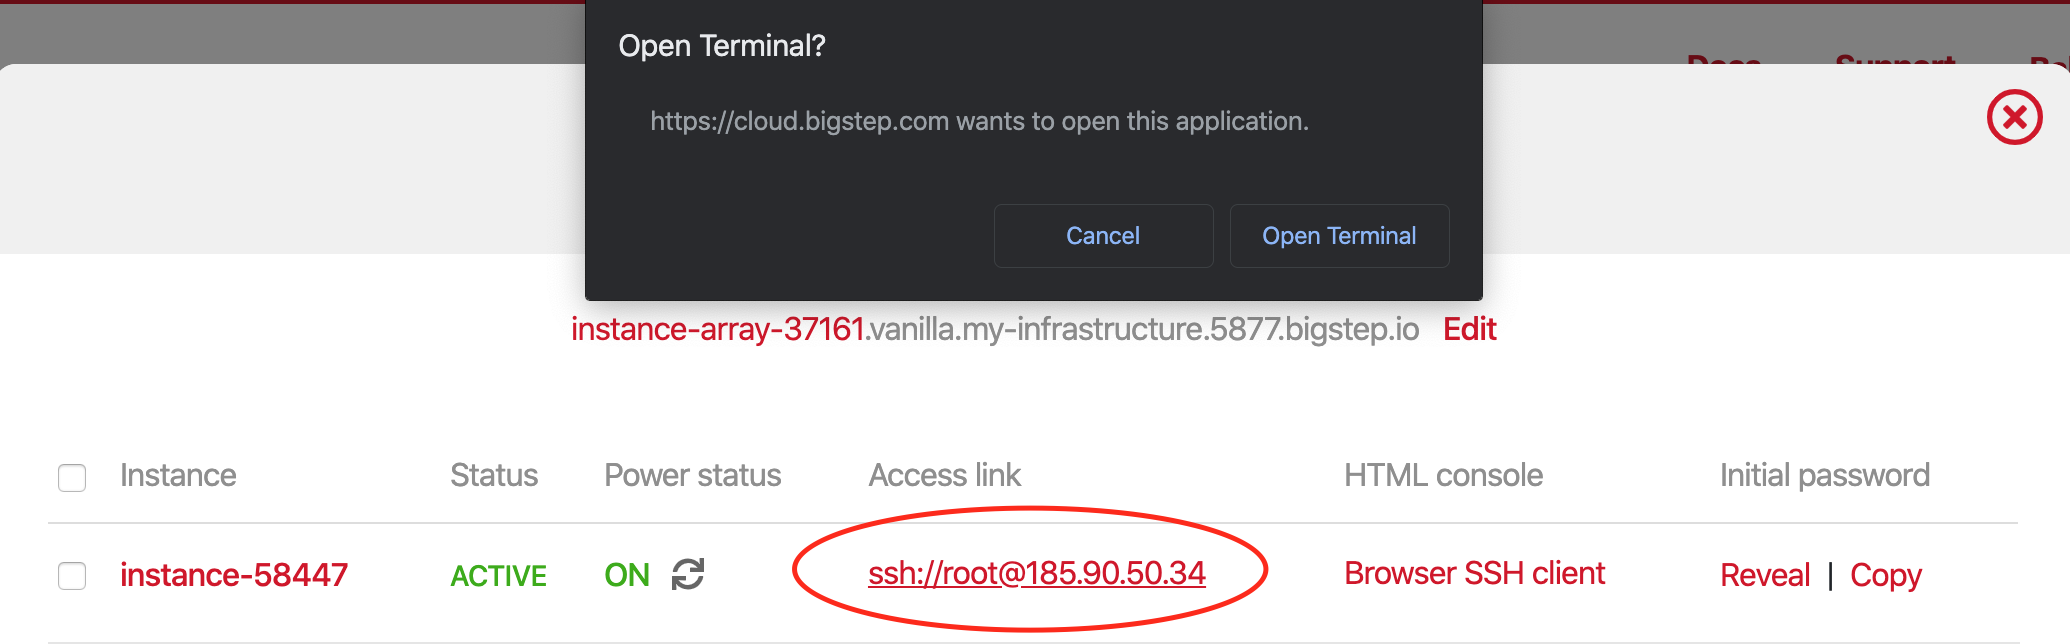 Open Terminal?
https://cloud.bigstep.com wants to open this application.
Cancel Open Terminal
Docs Support
instance-array-37161.vanilla.my-infrastructure.5877.bigstep.io Edit
Instance Status Power status Access link HTML console Initial password
instance-58447 ACTIVE ON ssh://root@185.90.50.34 Browser SSH client Reveal | Copy